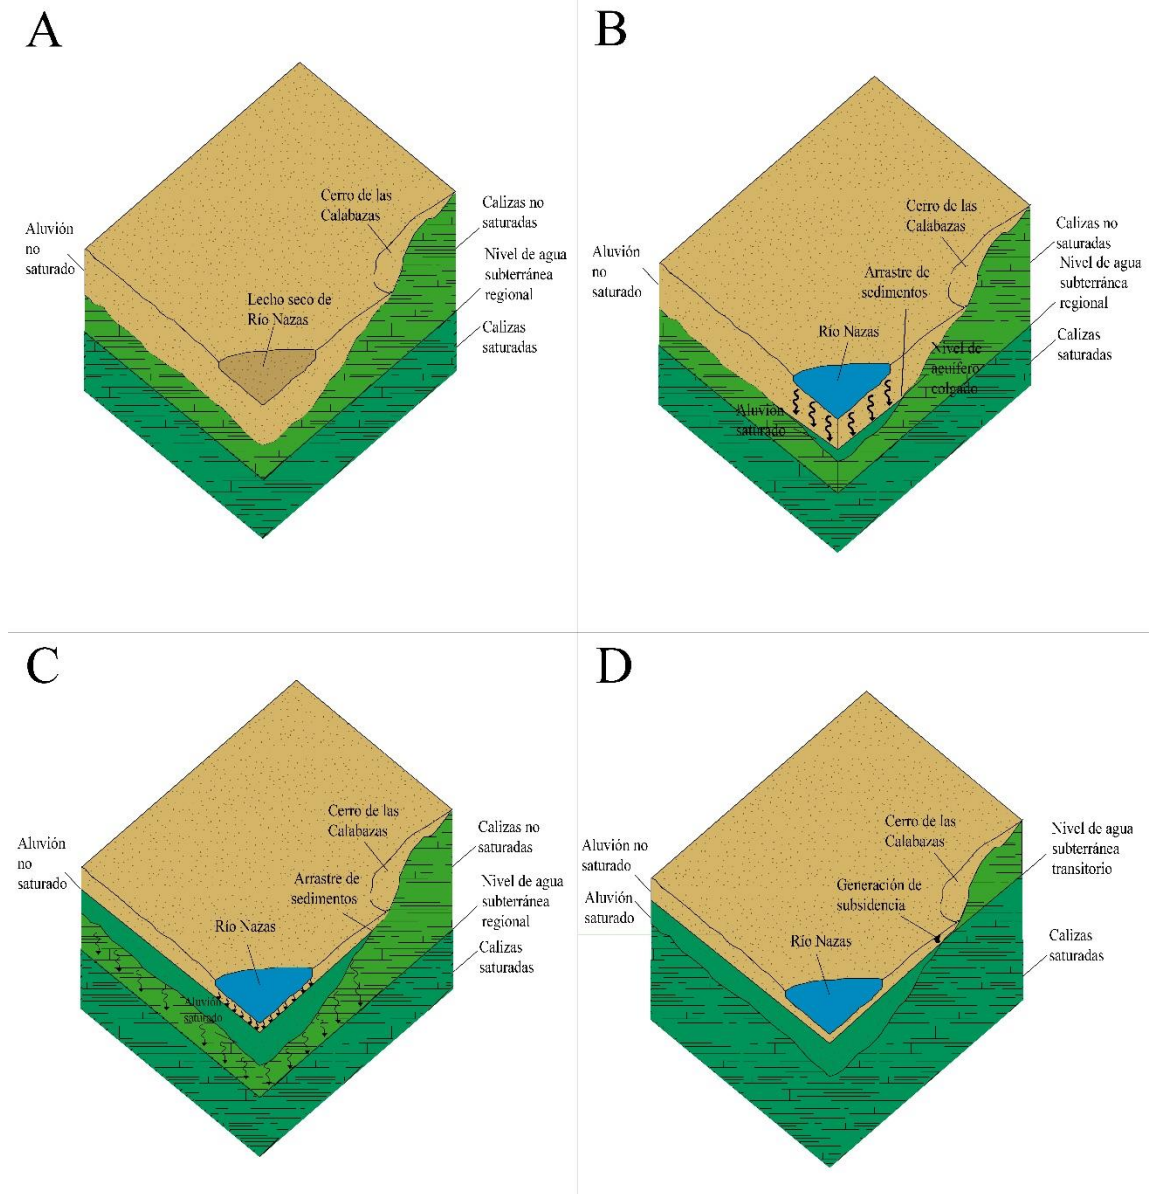 A
Cerro de las
Calabazas
Calizas no
saturadas
Aluvión
no
saturado
Nivel de agua
subterránea
regional
Lecho seco de
Río Nazas
Calizas
saturadas
B
Cerro de las
Calabazas
Calizas no
saturadas
Aluvión
no
saturado
Arrastre de
sedimentos
Nivel de agua
subterránea
regional
Río Nazas
Nivel de
acuífero
colgado
Calizas
saturadas
Aluvión
saturado
C
Cerro de las
Calabazas
Calizas no
saturadas
Aluvión
no
saturado
Arrastre de
sedimentos
Nivel de agua
subterránea
regional
Río Nazas
Calizas
saturadas
Aluvión
saturado
D
Cerro de las
Calabazas
Nivel de agua
subterránea
transitorio
Aluvión no
saturado
Generación de
subsidencia
Aluvión
saturado
Río Nazas
Calizas
saturadas